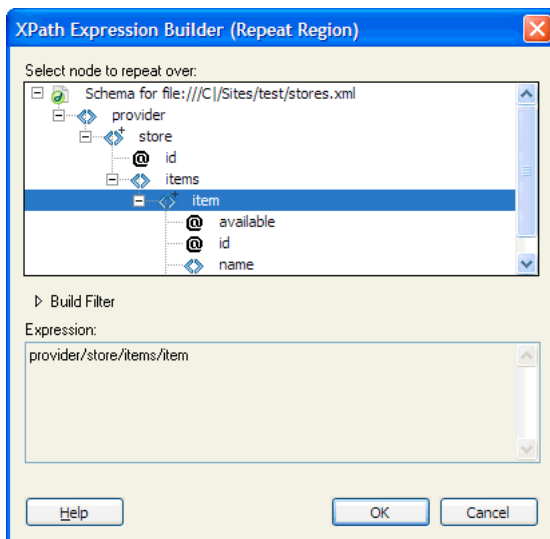 XPath Expression Builder (Repeat Region)
Select node to repeat over:
Schema for file:///C|/Sites/test/stores.xml
provider
store
@ id
items
item
@ available
@ id
name
Build Filter
Expression:
provider/store/items/item
Help OK Cancel